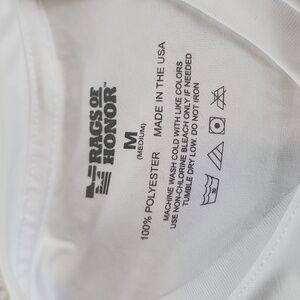 RAGS OF
HONOR™
M
(MEDIUM)
100% POLYESTER MADE IN THE USA
MACHINE WASH COLD WITH LIKE COLORS
USE NON-CHLORINE BLEACH ONLY IF NEEDED
TUMBLE DRY LOW. DO NOT IRON